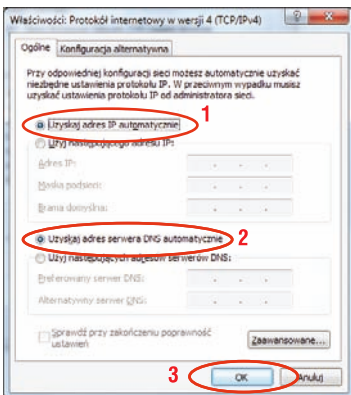 Właściwości: Protokół internetowy w wersji 4 (TCP/IPv4)
Ogólne Konfiguracja alternatywna
Przy odpowiedniej konfiguracji sieci możesz automatycznie uzyskać
niezbędne ustawienia protokołu IP. W przeciwnym wypadku musisz
uzyskać ustawienia protokołu IP od administratora sieci.
1
Uzyskaj adres IP automatycznie
Użyj następującego adresu IP:
Adres IP:
Maska podsieci:
Brama domyślna:
Uzyskaj adres serwera DNS automatycznie 2
Użyj następujących adresów serwerów DNS:
Preferowany serwer DNS:
Alternatywny serwer DNS:
Sprawdź przy zakończeniu poprawność
ustawień
Zaawansowane...
3 OK Anuluj